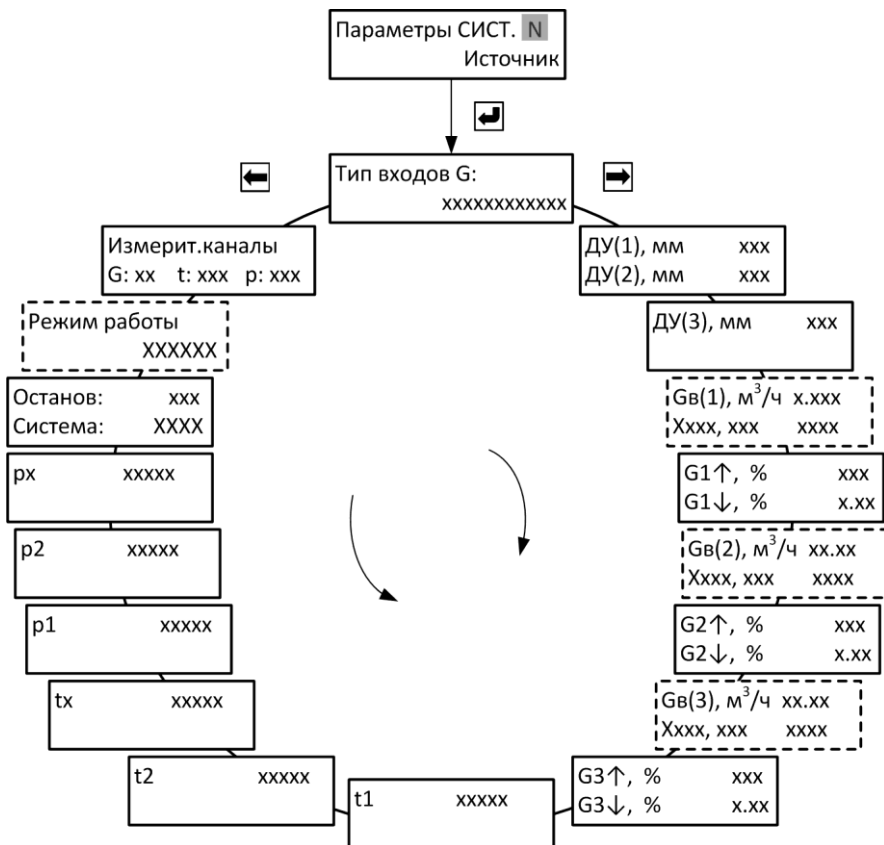 Параметры СИСТ. N
Источник
Тип входов G:
xxxxxxxxxxxx
ДУ(1), мм xxx
ДУ(2), мм xxx
ДУ(3), мм xxx
Gв(1), м³/ч x.xxx
Xxxx, xxx xxxx
G1↑, % xxx
G1↓, % x.xx
Gв(2), м³/ч xx.xx
Xxxx, xxx xxxx
G2↑, % xxx
G2↓, % x.xx
Gв(3), м³/ч xx.xx
Xxxx, xxx xxxx
G3↑, % xxx
G3↓, % x.xx
t1 xxxxx
t2 xxxxx
tx xxxxx
p1 xxxxx
p2 xxxxx
px xxxxx
Останов: xxx
Система: XXXX
Режим работы
XXXXXX
Измерит.каналы
G: xx t: xxx p: xxx